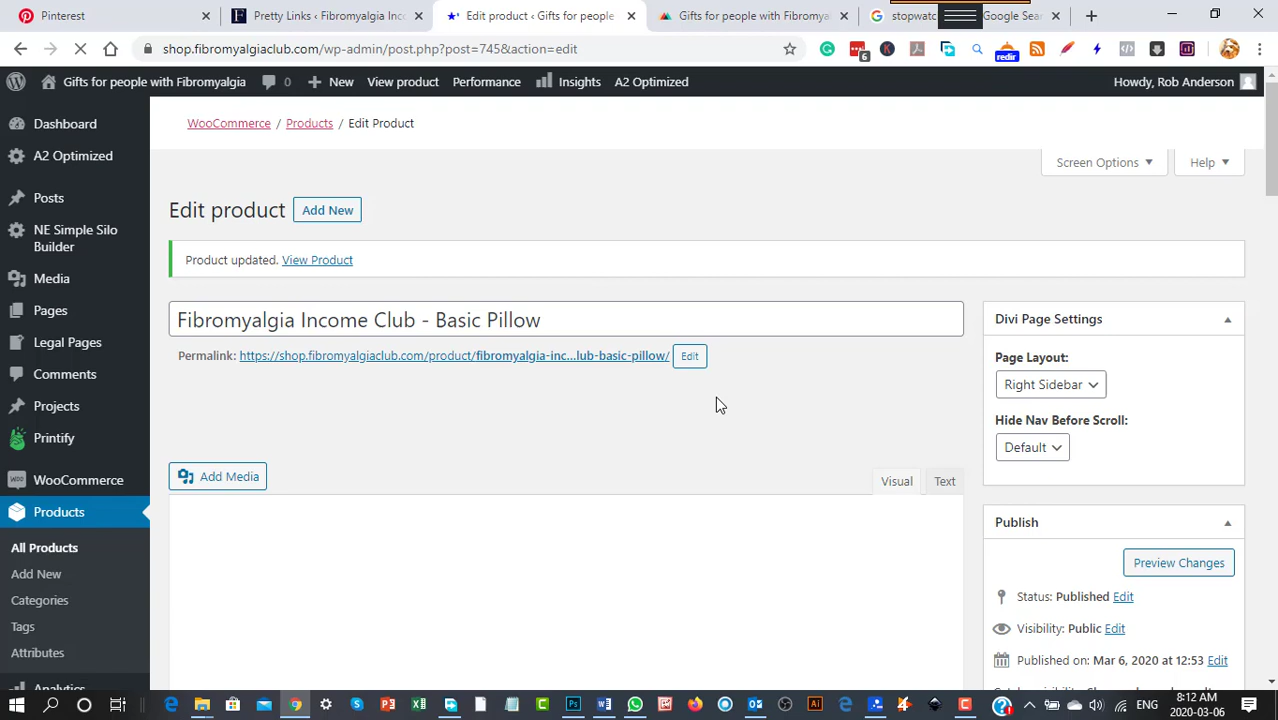 Pinterest
Pretty Links ‹ Fibromyalgia Inc
Edit product ‹ Gifts for people
Gifts for people with Fibromyal
stopwatc
Google Sea
shop.fibromyalgiaclub.com/wp-admin/post.php?post=745&action=edit
6
redir
Gifts for people with Fibromyalgia
0
New
View product
Performance
Insights
A2 Optimized
Howdy, Rob Anderson
Dashboard
A2 Optimized
Posts
NE Simple Silo
Builder
Media
Pages
Legal Pages
Comments
Projects
Printify
WooCommerce
Products
All Products
Add New
Categories
Tags
Attributes
Analytics
WooCommerce / Products / Edit Product
Screen Options
Help
Edit product
Add New
Product updated. View Product
Fibromyalgia Income Club - Basic Pillow
Permalink: https://shop.fibromyalgiaclub.com/product/fibromyalgia-inc...lub-basic-pillow/ Edit
Add Media
Visual
Text
Divi Page Settings
Page Layout:
Right Sidebar
Hide Nav Before Scroll:
Default
Publish
Preview Changes
Status: Published Edit
Visibility: Public Edit
Published on: Mar 6, 2020 at 12:53 Edit
ENG
8:12 AM
2020-03-06